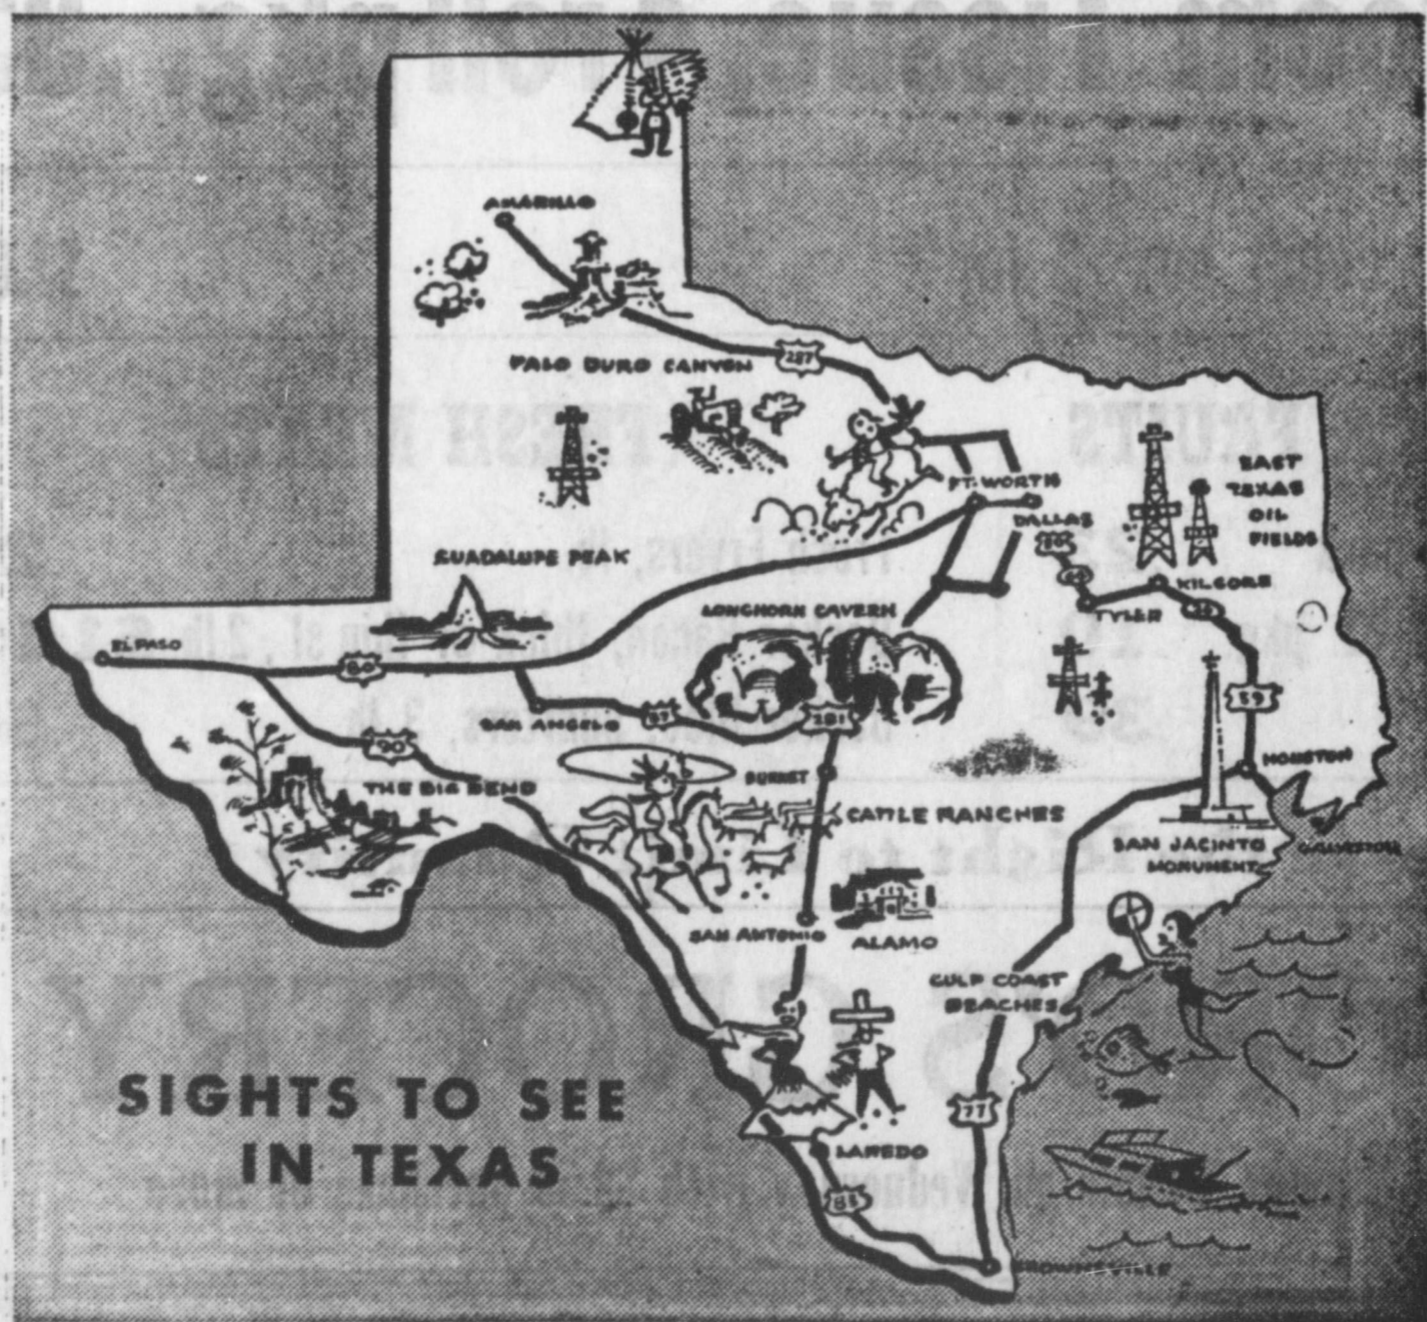 AMARILLO
PALO DURO CANYON
287
FT. WORTH
DALLAS
EAST
TEXAS
OIL
FIELDS
GUADALUPE PEAK
KILGORE
TYLER
LONGHORN CAVERN
EL PASO
80
SAN ANGELO
87
281
59
90
THE BIG BEND
BURNET
HOUSTON
CATTLE RANCHES
SAN JACINTO
MONUMENT
GALVESTON
SAN ANTONIO
ALAMO
GULF COAST
BEACHES
77
LAREDO
83
BROWNSVILLE
SIGHTS TO SEE
IN TEXAS